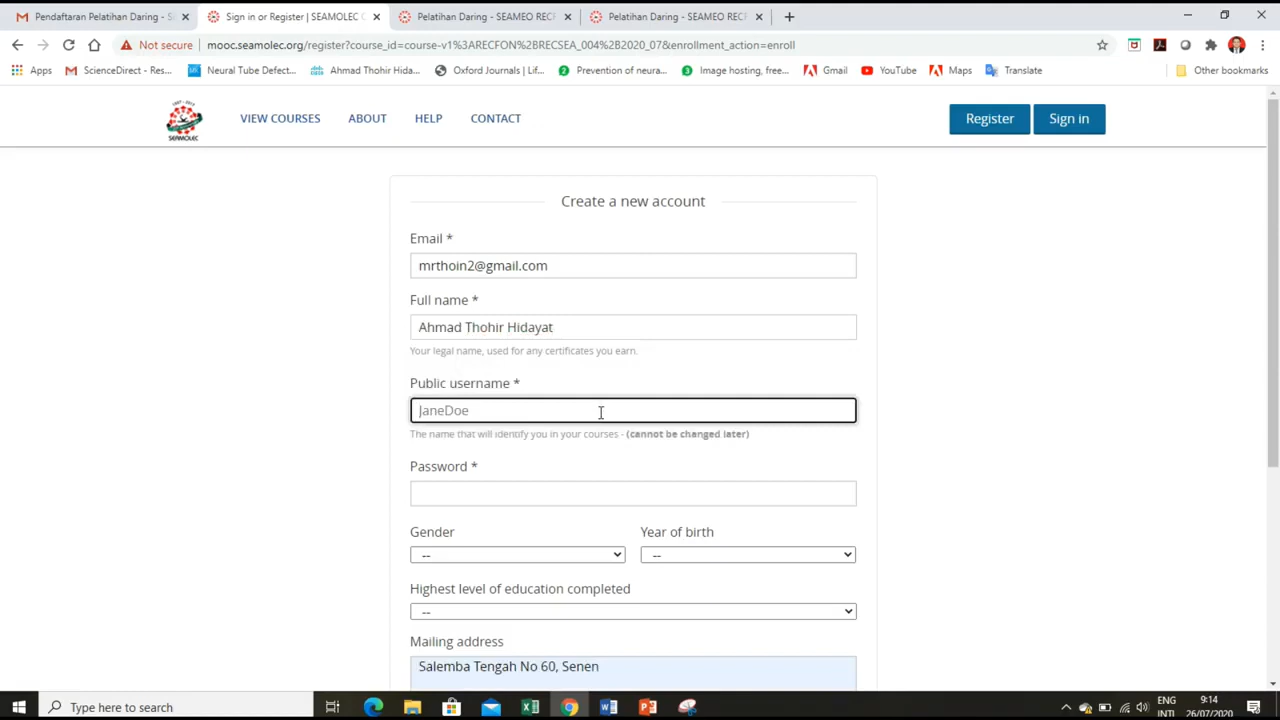 Pendaftaran Pelatihan Daring - S
Sign in or Register | SEAMOLEC
Pelatihan Daring - SEAMEO REC
Pelatihan Daring - SEAMEO REC
Not secure
mooc.seamolec.org/register?course_id=course-v1%3ARECFON%2BRECSEA_004%2B2020_07&enrollment_action=enroll
Apps
ScienceDirect - Res...
Neural Tube Defect...
Ahmad Thohir Hida...
Oxford Journals | Lif...
Prevention of neura...
Image hosting, free...
Gmail
YouTube
Maps
Translate
Other bookmarks
SEAMOLEC
VIEW COURSES
ABOUT
HELP
CONTACT
Register
Sign in
Create a new account
Email *
mrthoin2@gmail.com
Full name *
Ahmad Thohir Hidayat
Your legal name, used for any certificates you earn.
Public username *
JaneDoe
The name that will identify you in your courses - (cannot be changed later)
Password *
Gender
Year of birth
--
--
Highest level of education completed
--
Mailing address
Salemba Tengah No 60, Senen
Type here to search
ENG
INTL
9:14
26/07/2020